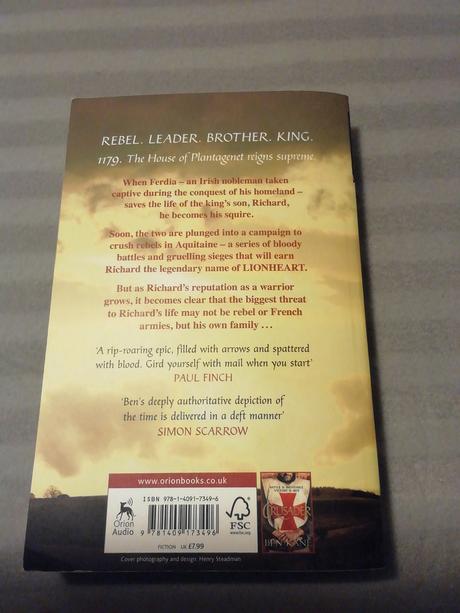 REBEL. LEADER. BROTHER. KING.
1179. The House of Plantagenet reigns supreme.
When Ferdia – an Irish nobleman taken
captive during the conquest of his homeland –
saves the life of the king's son, Richard,
he becomes his squire.
Soon, the two are plunged into a campaign to
crush rebels in Aquitaine – a series of bloody
battles and gruelling sieges that will earn
Richard the legendary name of LIONHEART.
But as Richard's reputation as a warrior
grows, it becomes clear that the biggest threat
to Richard's life may not be rebel or French
armies, but his own family . . .
'A rip-roaring epic, filled with arrows and spattered
with blood. Gird yourself with mail when you start'
PAUL FINCH
'Ben's deeply authoritative depiction of
the time is delivered in a deft manner'
SIMON SCARROW
www.orionbooks.co.uk
Orion
Audio
ISBN 978-1-4091-7349-6
9 781409 173496
FICTION UK £7.99
FSC
www.fsc.org
CRUSADER
BEN KANE
Cover photography and design: Henry Steadman